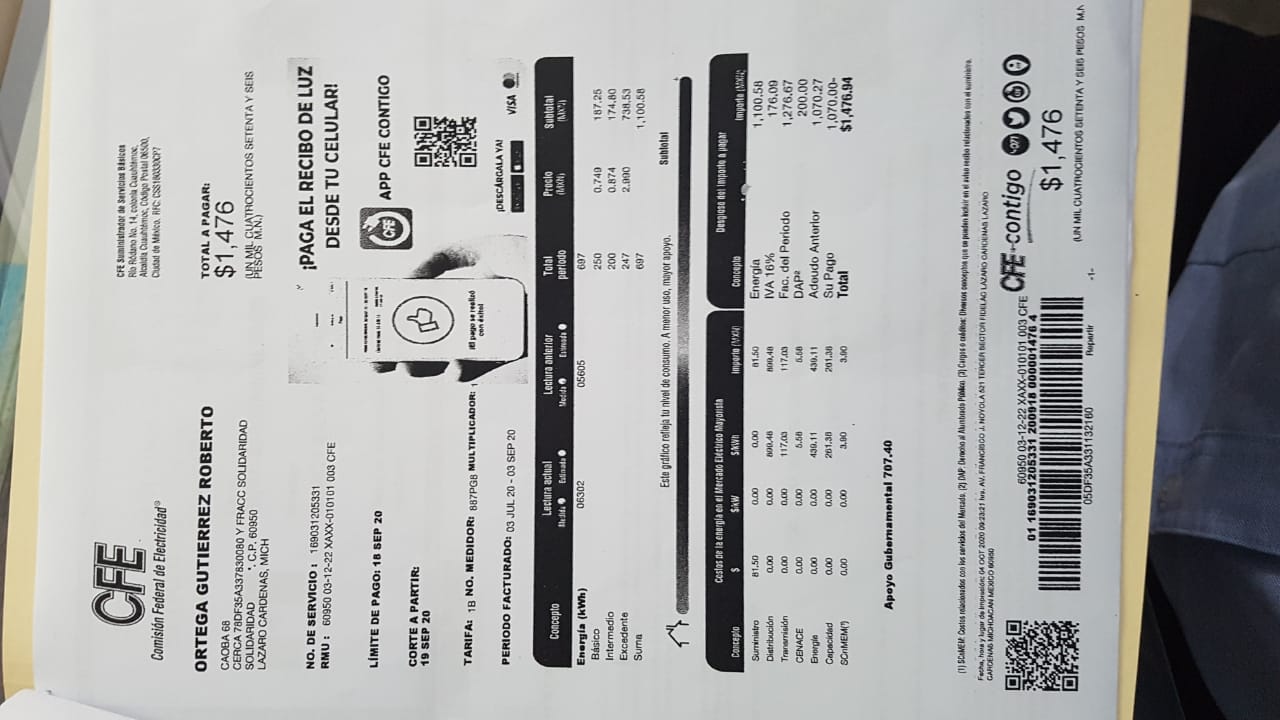 CFE
Comisión Federal de Electricidad®
CFE Suministrador de Servicios Básicos
Río Ródano No. 14, colonia Cuauhtémoc,
Alcaldía Cuauhtémoc, Código Postal 06500,
Ciudad de México. RFC: CSS160330CP7
ORTEGA GUTIERREZ ROBERTO
CAOBA 68
CERCA 78DF35A337830080 Y FRACC SOLIDARIDAD
SOLIDARIDAD *. C.P. 60950
LAZARO CARDENAS, MICH
TOTAL A PAGAR:
$1,476
(UN MIL CUATROCIENTOS SETENTA Y SEIS
PESOS M.N.)
NO. DE SERVICIO : 169031205331
RMU : 60950 03-12-22 XAXX-010101 003 CFE
LÍMITE DE PAGO: 18 SEP 20
CORTE A PARTIR:
19 SEP 20
TARIFA: 1B NO. MEDIDOR: 887PG8 MULTIPLICADOR: 1
PERIODO FACTURADO: 03 JUL 20 - 03 SEP 20
¡PAGA EL RECIBO DE LUZ
DESDE TU CELULAR!
CFE
APP CFE CONTIGO
¡El pago se realizó
con éxito!
¡DESCÁRGALA YA!
VISA
Concepto Lectura actual Lectura anterior Total Precio Subtotal
Medida Estimada Medida Estimada periodo (MXN) (MXN)
Energía (kWh) 06302 05605 697
Básico 250 0.749 187.25
Intermedio 200 0.874 174.80
Excedente 247 2.990 738.53
Suma 697 1,100.58
Este gráfico refleja tu nivel de consumo. A menor uso, mayor apoyo.
Subtotal
Costos de la energía en el Mercado Eléctrico Mayorista
Concepto $ $/kW $/kWh Importe (MXN)
Suministro 81.50 0.00 0.00 81.50
Distribución 0.00 0.00 609.48 609.48
Transmisión 0.00 0.00 117.03 117.03
CENACE 0.00 0.00 5.58 5.58
Energía 0.00 0.00 439.11 439.11
Capacidad 0.00 0.00 261.38 261.38
SCnMEM(¹) 0.00 0.00 3.90 3.90
Desglose del importe a pagar
Concepto Importe (MXN)
Energía 1,100.58
IVA 16% 176.09
Fac. del Periodo 1,276.67
DAP² 200.00
Adeudo Anterior 1,070.27
Su Pago 1,070.00-
Total $1,476.94
Apoyo Gubernamental 707.40
(1) SCnMEM: Costos relacionados con los servicios del Mercado. (2) DAP: Derecho al Alumbrado Público. (3) Cargos o créditos: Diversos conceptos que se pueden incluir en el aviso recibo relacionados con el suministro.
Fecha, hora y lugar de impresión: 04 OCT 2020 09:23:21 hrs. AV. FRANCISCO J. NOYOLA 521 TERCER SECTOR FIDELAC LAZARO CARDENAS LAZARO
CARDENAS MICHOACAN MEXICO 60950
60950 03-12-22 XAXX-010101 003 CFE
01 169031205331 200918 000001476 4
05DF35A331132160
Repartir
CFE-contigo
$1,476
(UN MIL CUATROCIENTOS SETENTA Y SEIS PESOS M.N
-1-